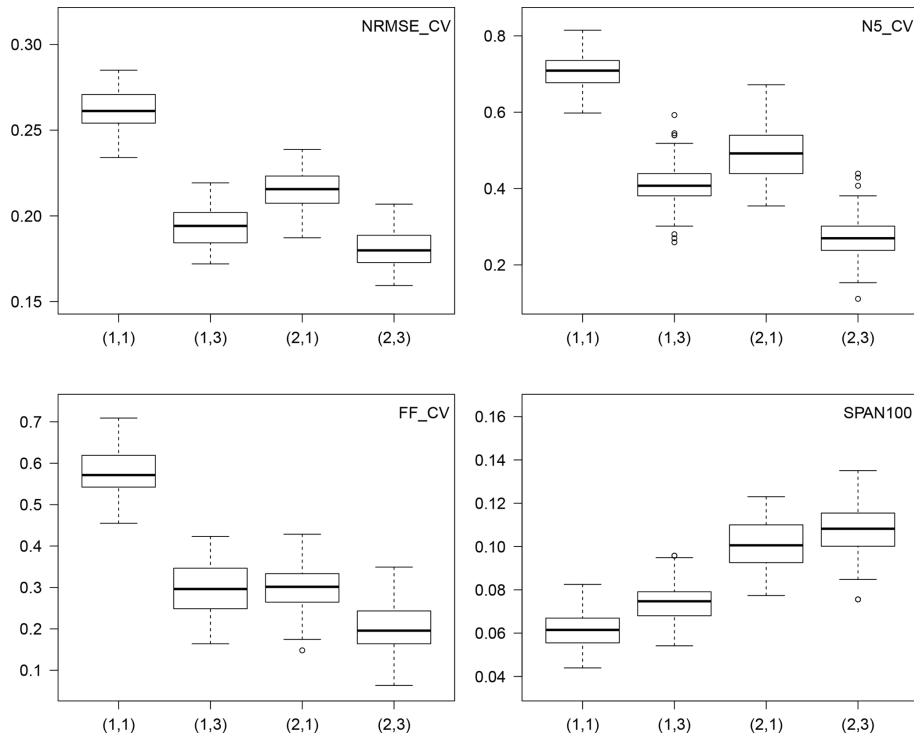 NRMSE_CV
0.30
0.25
0.20
0.15
(1,1) (1,3) (2,1) (2,3)
N5_CV
0.8
0.6
0.4
0.2
(1,1) (1,3) (2,1) (2,3)
FF_CV
0.7
0.6
0.5
0.4
0.3
0.2
0.1
(1,1) (1,3) (2,1) (2,3)
SPAN100
0.16
0.14
0.12
0.10
0.08
0.06
0.04
(1,1) (1,3) (2,1) (2,3)